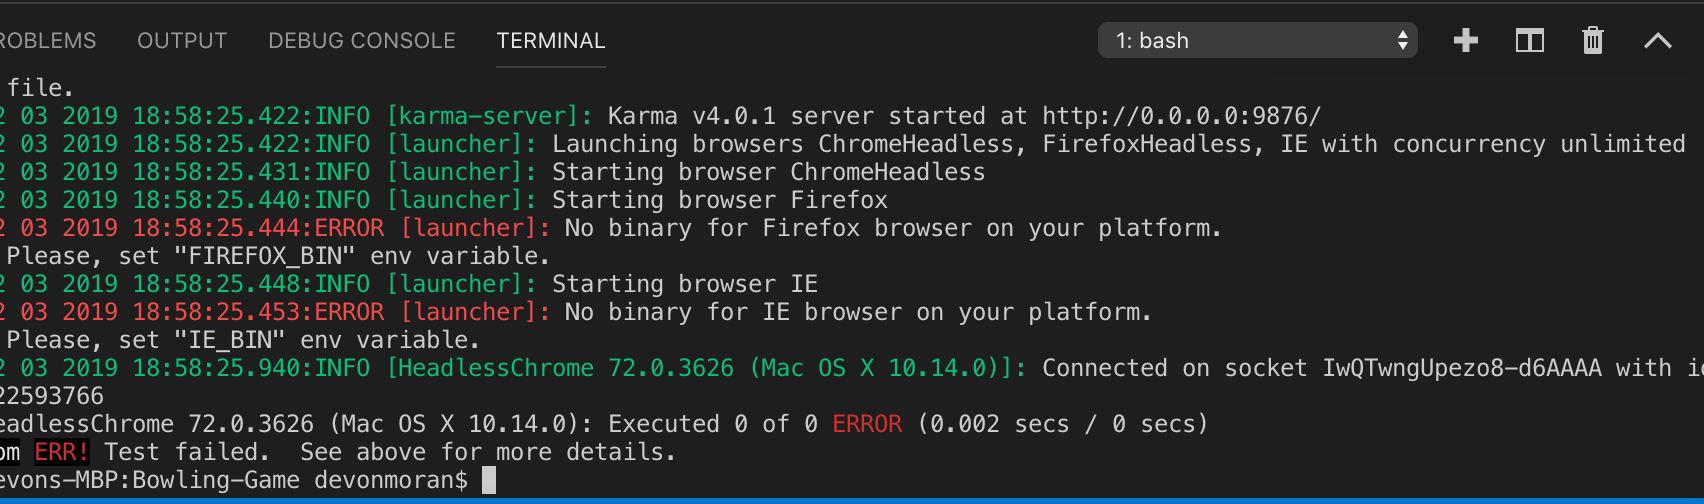 ROBLEMS OUTPUT DEBUG CONSOLE TERMINAL 1: bash
file.
2 03 2019 18:58:25.422:INFO [karma-server]: Karma v4.0.1 server started at http://0.0.0.0:9876/
2 03 2019 18:58:25.422:INFO [launcher]: Launching browsers ChromeHeadless, FirefoxHeadless, IE with concurrency unlimited
2 03 2019 18:58:25.431:INFO [launcher]: Starting browser ChromeHeadless
2 03 2019 18:58:25.440:INFO [launcher]: Starting browser Firefox
2 03 2019 18:58:25.444:ERROR [launcher]: No binary for Firefox browser on your platform.
Please, set "FIREFOX_BIN" env variable.
2 03 2019 18:58:25.448:INFO [launcher]: Starting browser IE
2 03 2019 18:58:25.453:ERROR [launcher]: No binary for IE browser on your platform.
Please, set "IE_BIN" env variable.
2 03 2019 18:58:25.940:INFO [HeadlessChrome 72.0.3626 (Mac OS X 10.14.0)]: Connected on socket IwQTwngUpezo8-d6AAAA with id
22593766
eadlessChrome 72.0.3626 (Mac OS X 10.14.0): Executed 0 of 0 ERROR (0.002 secs / 0 secs)
pm ERR! Test failed.  See above for more details.
evons-MBP:Bowling-Game devonmoran$